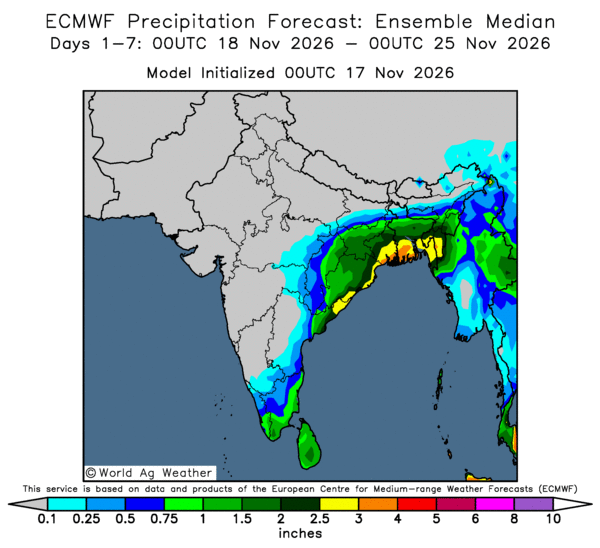 ECMWF Precipitation Forecast: Ensemble Median
Days 1−7: 00UTC 18 Nov 2026 − 00UTC 25 Nov 2026
Model Initialized 00UTC 17 Nov 2026
© World Ag Weather
This service is based on data and products of the European Centre for Medium-range Weather Forecasts (ECMWF)
0.1 0.25 0.5 0.75 1 1.5 2 2.5 3 4 5 6 8 10
inches